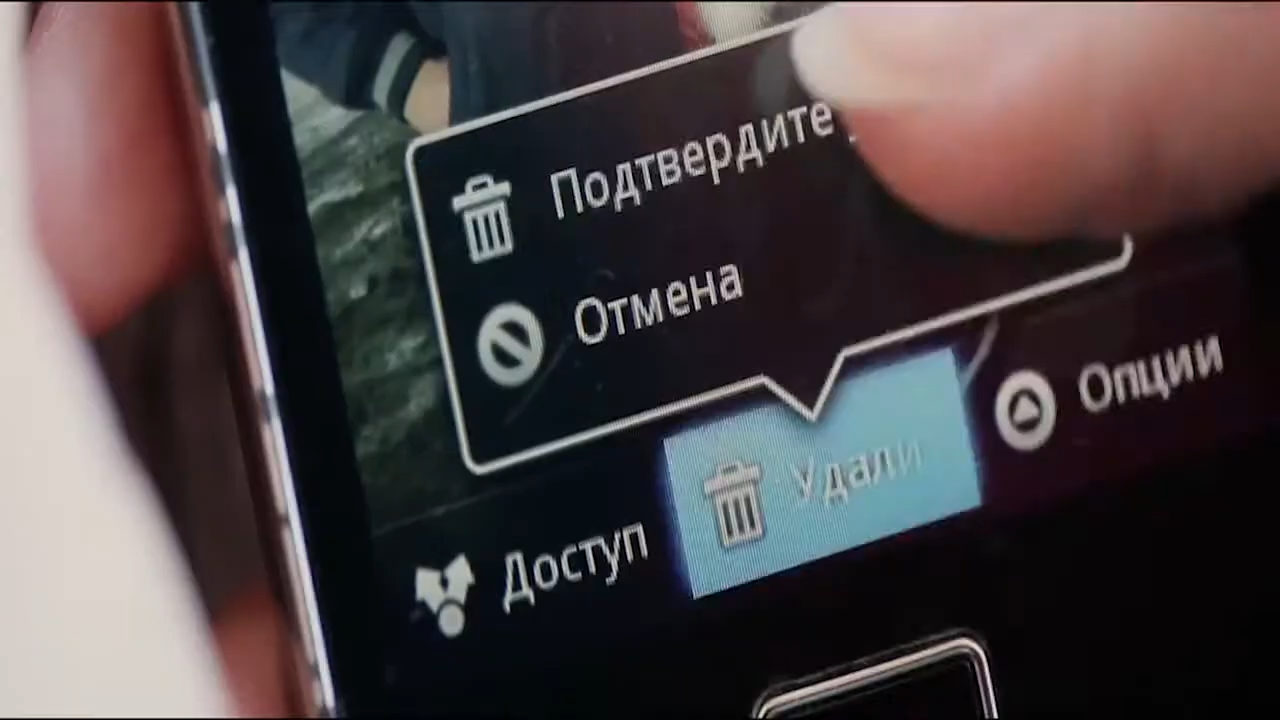 Подтвердите
Отмена
Доступ
Удали
Опции